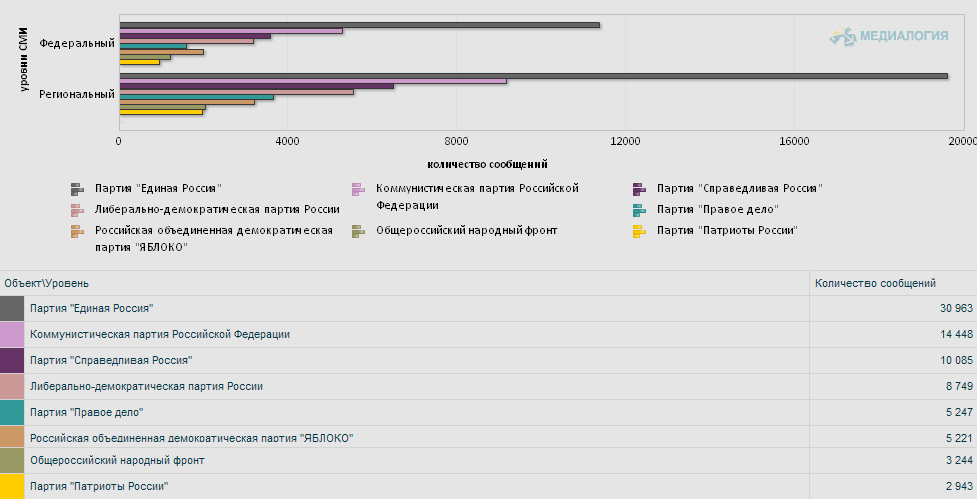 МЕДИАЛОГИЯ
уровни СМИ
Федеральный
Региональный
0 4000 8000 12000 16000 20000
количество сообщений
Партия "Единая Россия"
Коммунистическая партия Российской
Федерации
Партия "Справедливая Россия"
Либерально-демократическая партия России
Партия "Правое дело"
Российская объединенная демократическая
партия "ЯБЛОКО"
Общероссийский народный фронт
Партия "Патриоты России"
Объект\Уровень Количество сообщений
Партия "Единая Россия" 30 963
Коммунистическая партия Российской Федерации 14 448
Партия "Справедливая Россия" 10 085
Либерально-демократическая партия России 8 749
Партия "Правое дело" 5 247
Российская объединенная демократическая партия "ЯБЛОКО" 5 221
Общероссийский народный фронт 3 244
Партия "Патриоты России" 2 943